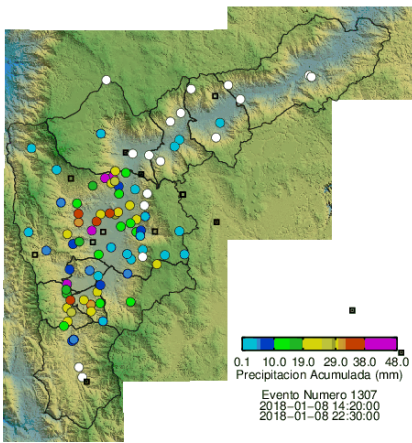 0.1 10.0 19.0 29.0 38.0 48.0
Precipitacion Acumulada (mm)
Evento Numero 1307
2018-01-08 14:20:00
2018-01-08 22:30:00